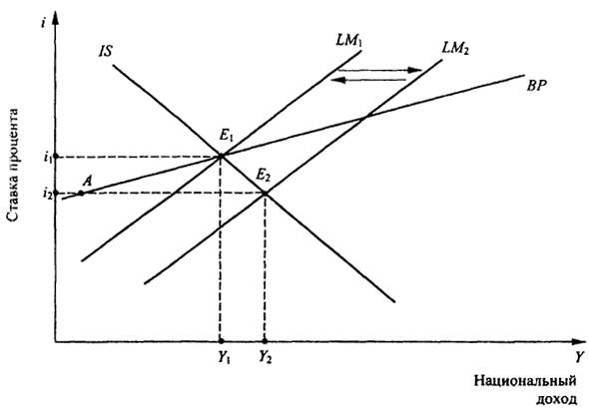 i
IS
LM₁
LM₂
BP
E₁
i₁
A
E₂
i₂
Ставка процента
Y₁
Y₂
Y
Национальный
доход